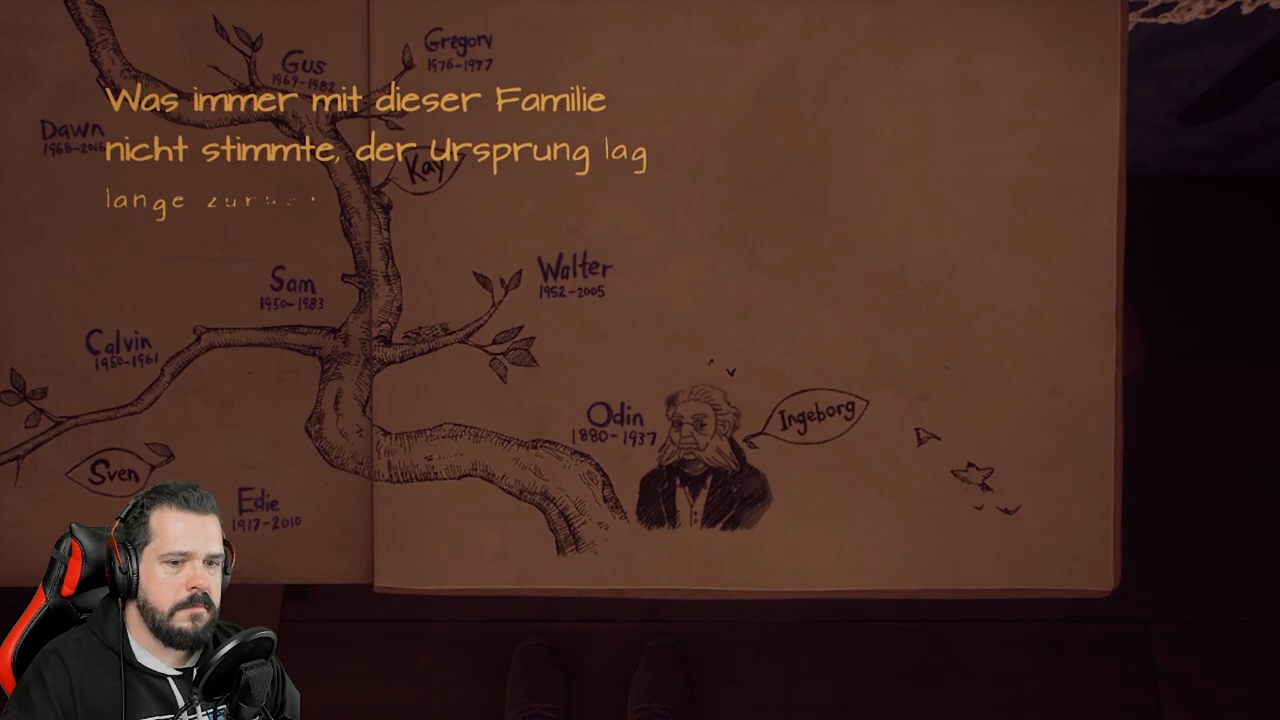 Gregory
1976-1977
Gus
1969-1982
Was immer mit dieser Familie
Dawn
1968-2016
nicht stimmte, der Ursprung lag
Kay
lange zurück
Sam
1950-1983
Walter
1952-2005
Calvin
1950-1961
Odin
1880-1937
Ingeborg
Sven
Edie
1917-2010